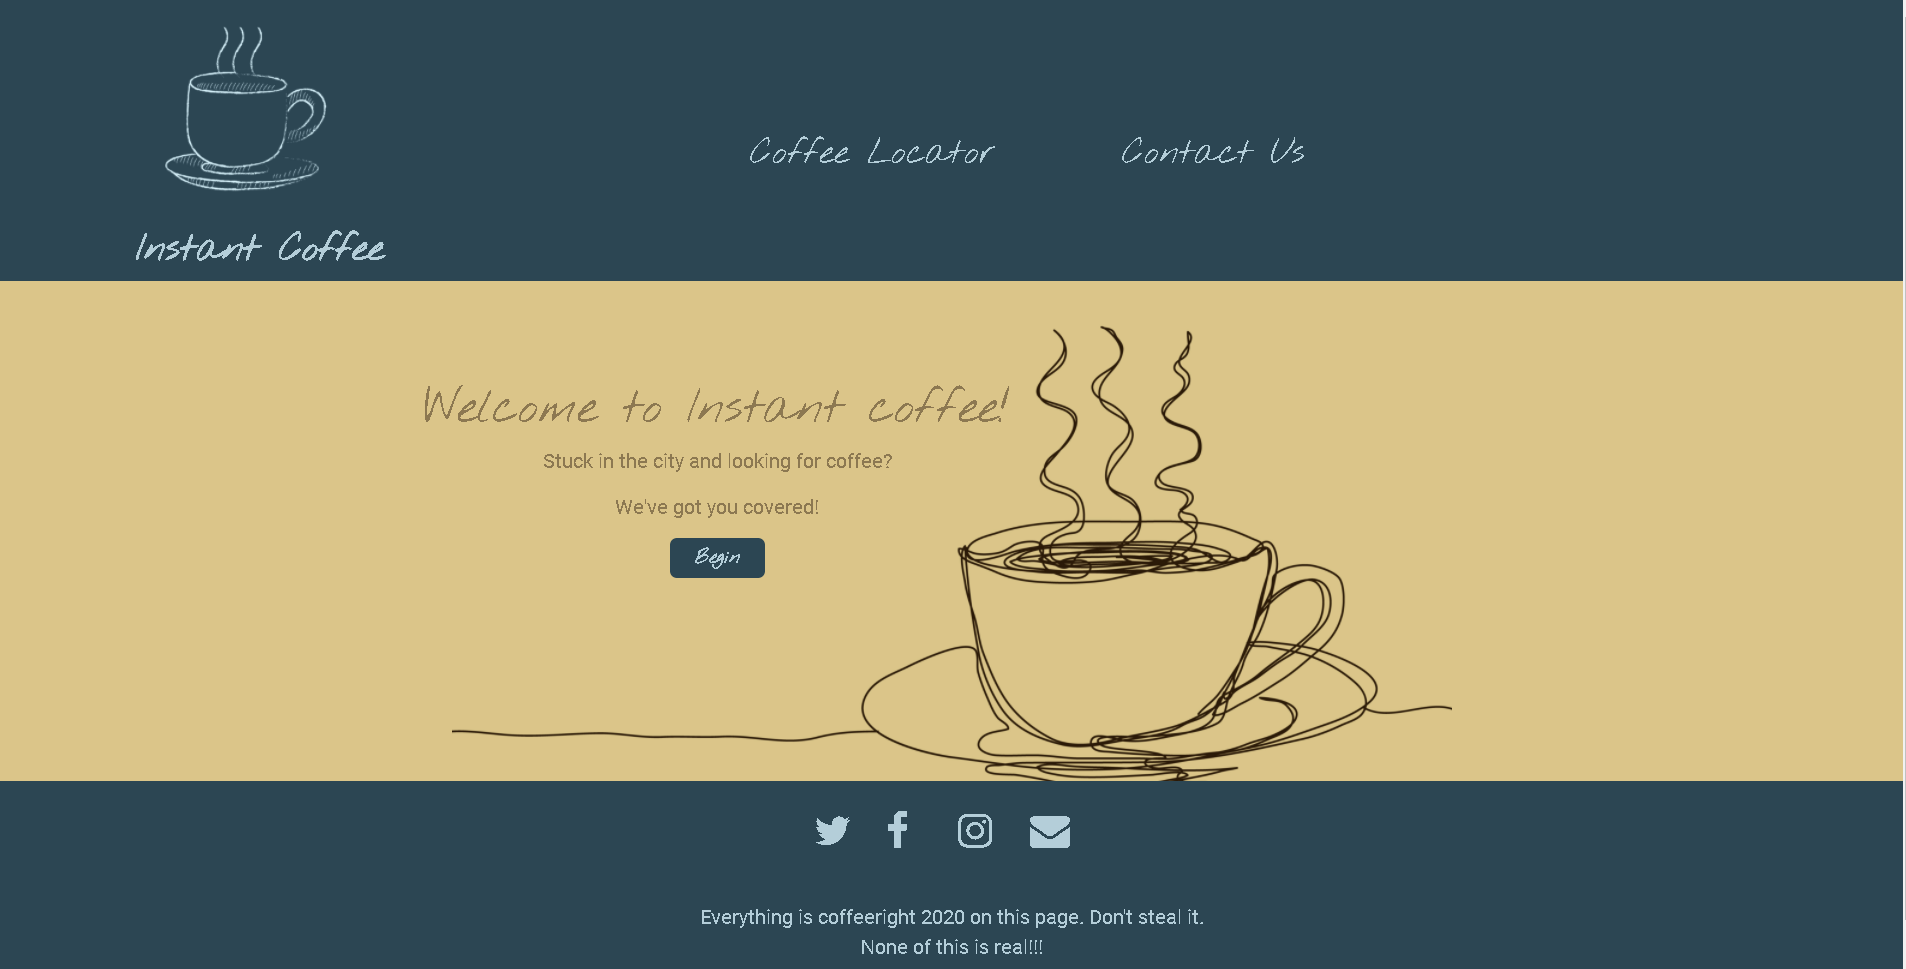 Instant Coffee
Coffee Locator
Contact Us
Welcome to Instant coffee!
Stuck in the city and looking for coffee?
We've got you covered!
Begin
Everything is coffeeright 2020 on this page. Don't steal it.
None of this is real!!!